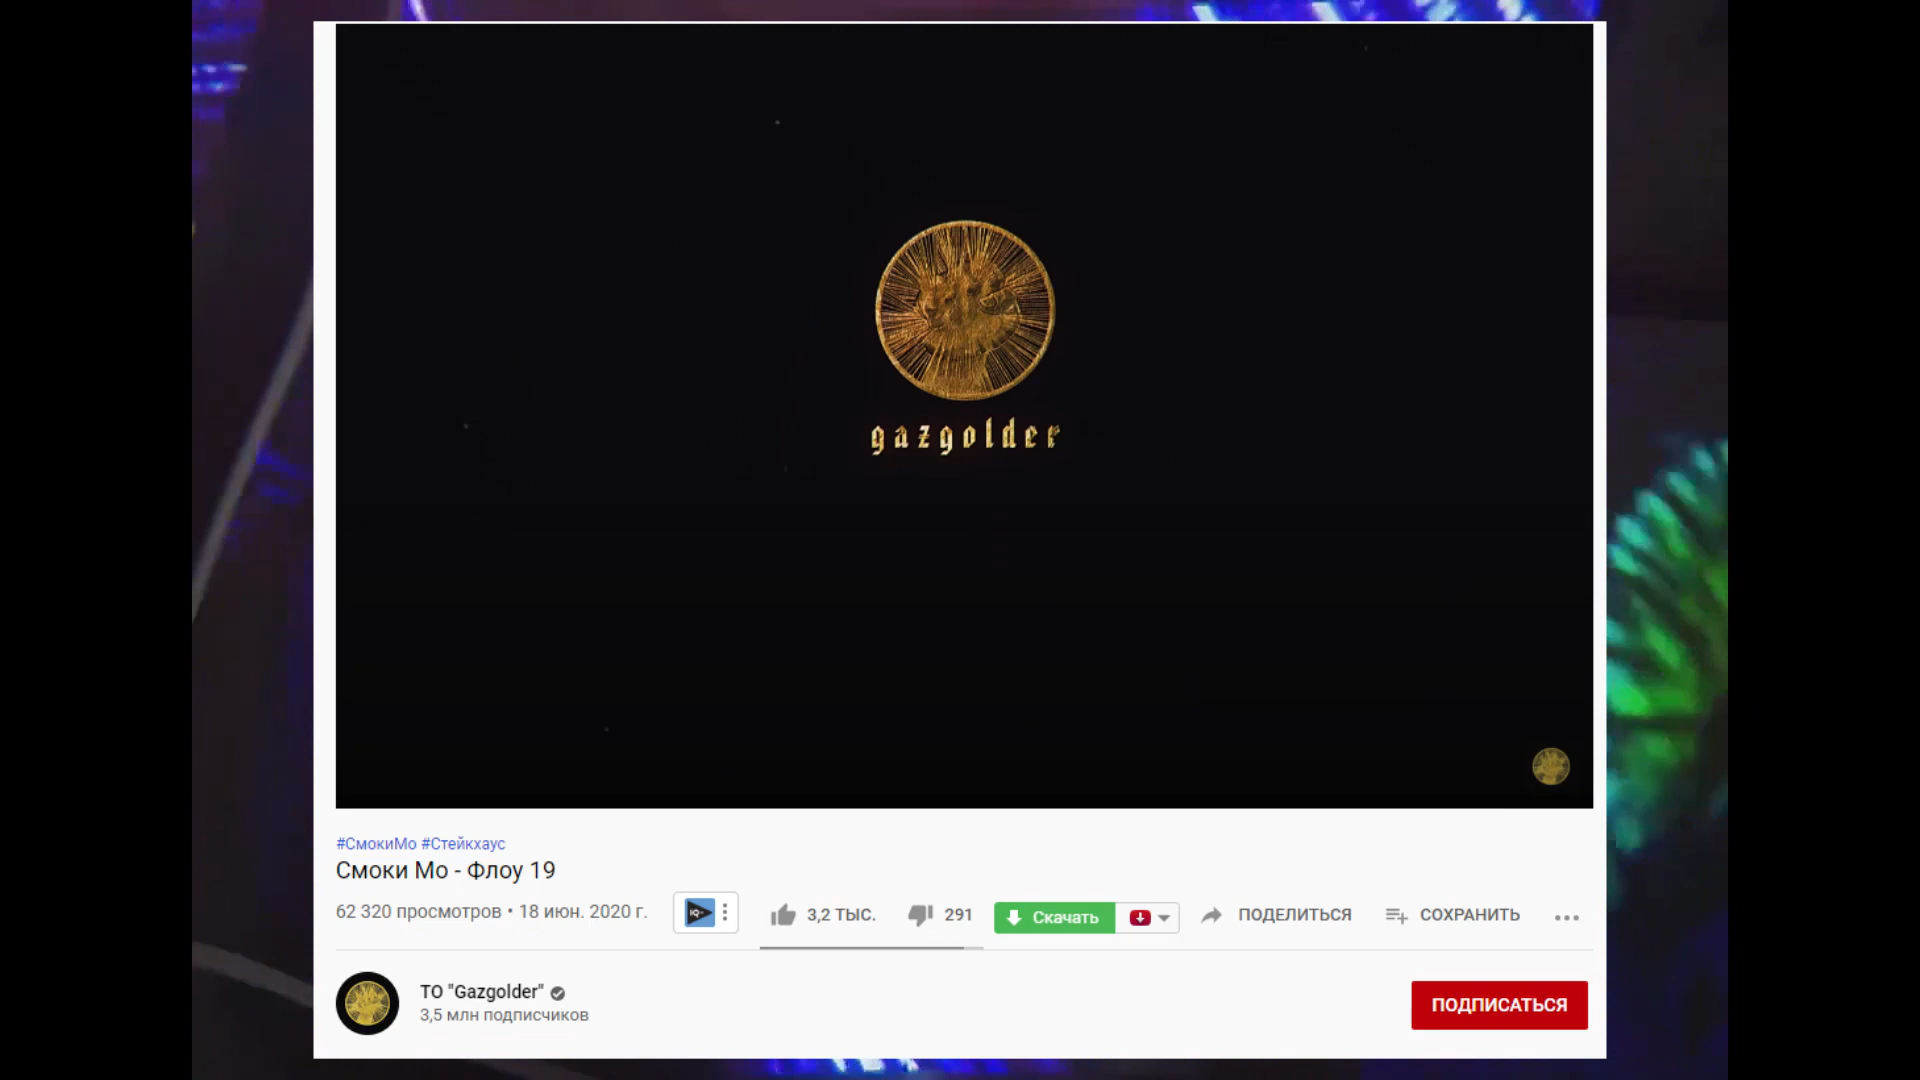 gazgolder
#СмокиМо #Стейкхаус
Смоки Мо - Флоу 19
62 320 просмотров • 18 июн. 2020 г.
IQ
3,2 ТЫС.
291
Скачать
ПОДЕЛИТЬСЯ
СОХРАНИТЬ
ТО "Gazgolder"
3,5 млн подписчиков
ПОДПИСАТЬСЯ